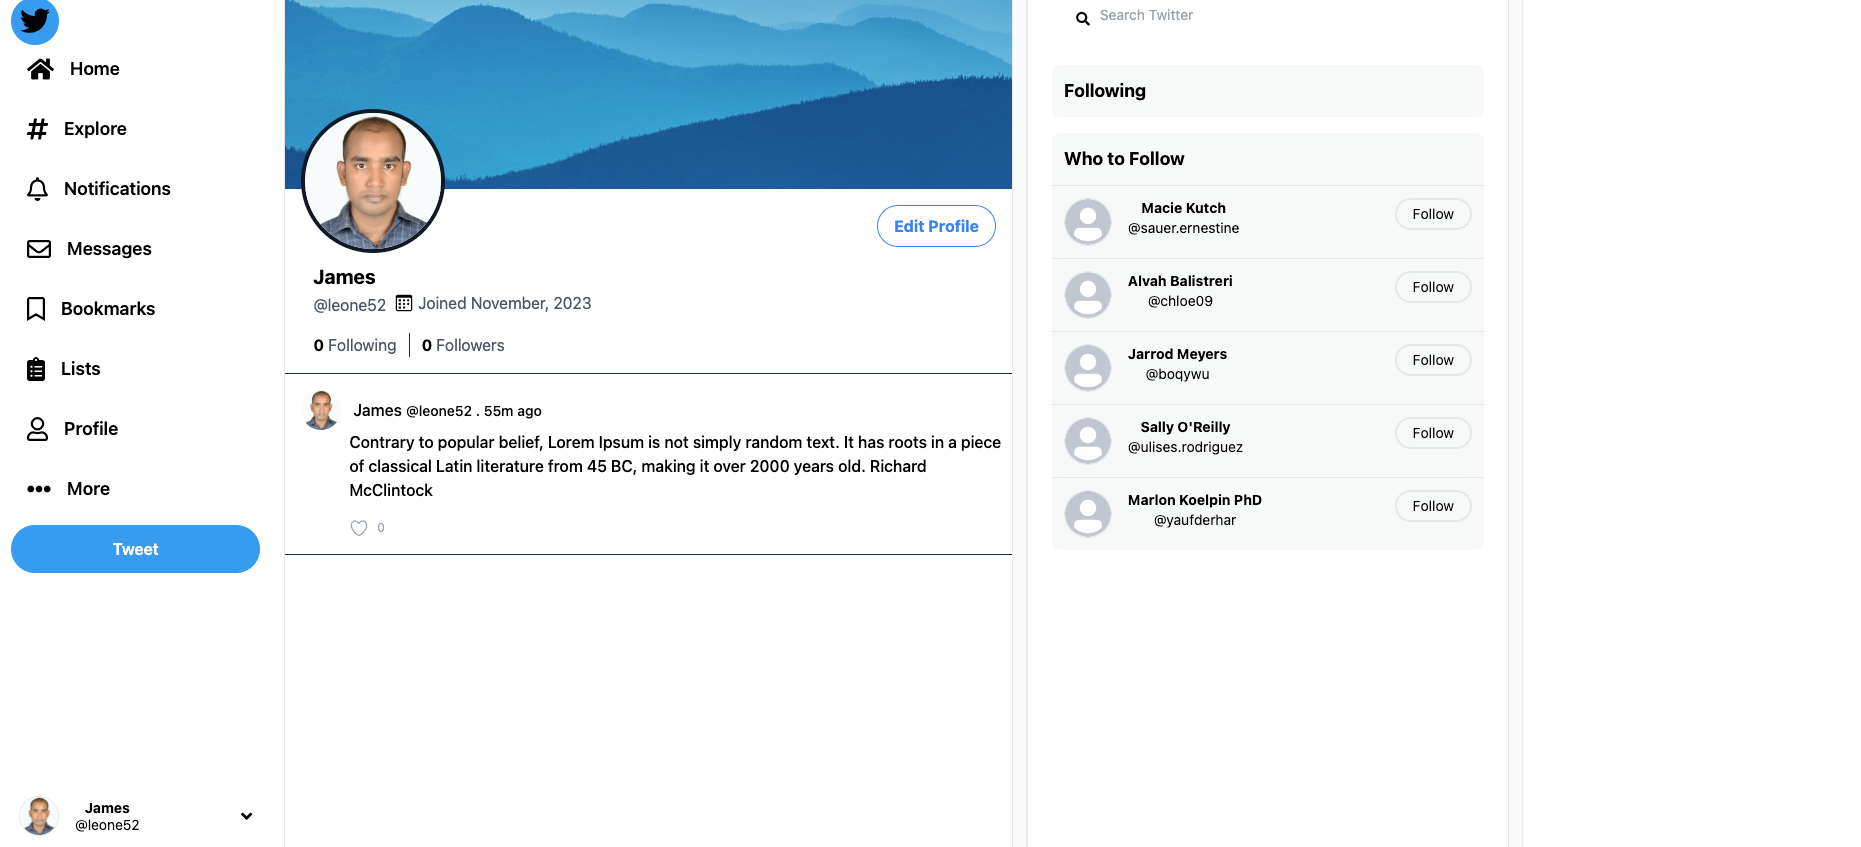 Home
Explore
Notifications
Messages
Bookmarks
Lists
Profile
More
Tweet
James
@leone52
Edit Profile
James
@leone52 Joined November, 2023
0 Following 0 Followers
James @leone52 . 55m ago
Contrary to popular belief, Lorem Ipsum is not simply random text. It has roots in a piece
of classical Latin literature from 45 BC, making it over 2000 years old. Richard
McClintock
0
Search Twitter
Following
Who to Follow
Macie Kutch
@sauer.ernestine
Follow
Alvah Balistreri
@chloe09
Follow
Jarrod Meyers
@boqywu
Follow
Sally O'Reilly
@ulises.rodriguez
Follow
Marlon Koelpin PhD
@yaufderhar
Follow